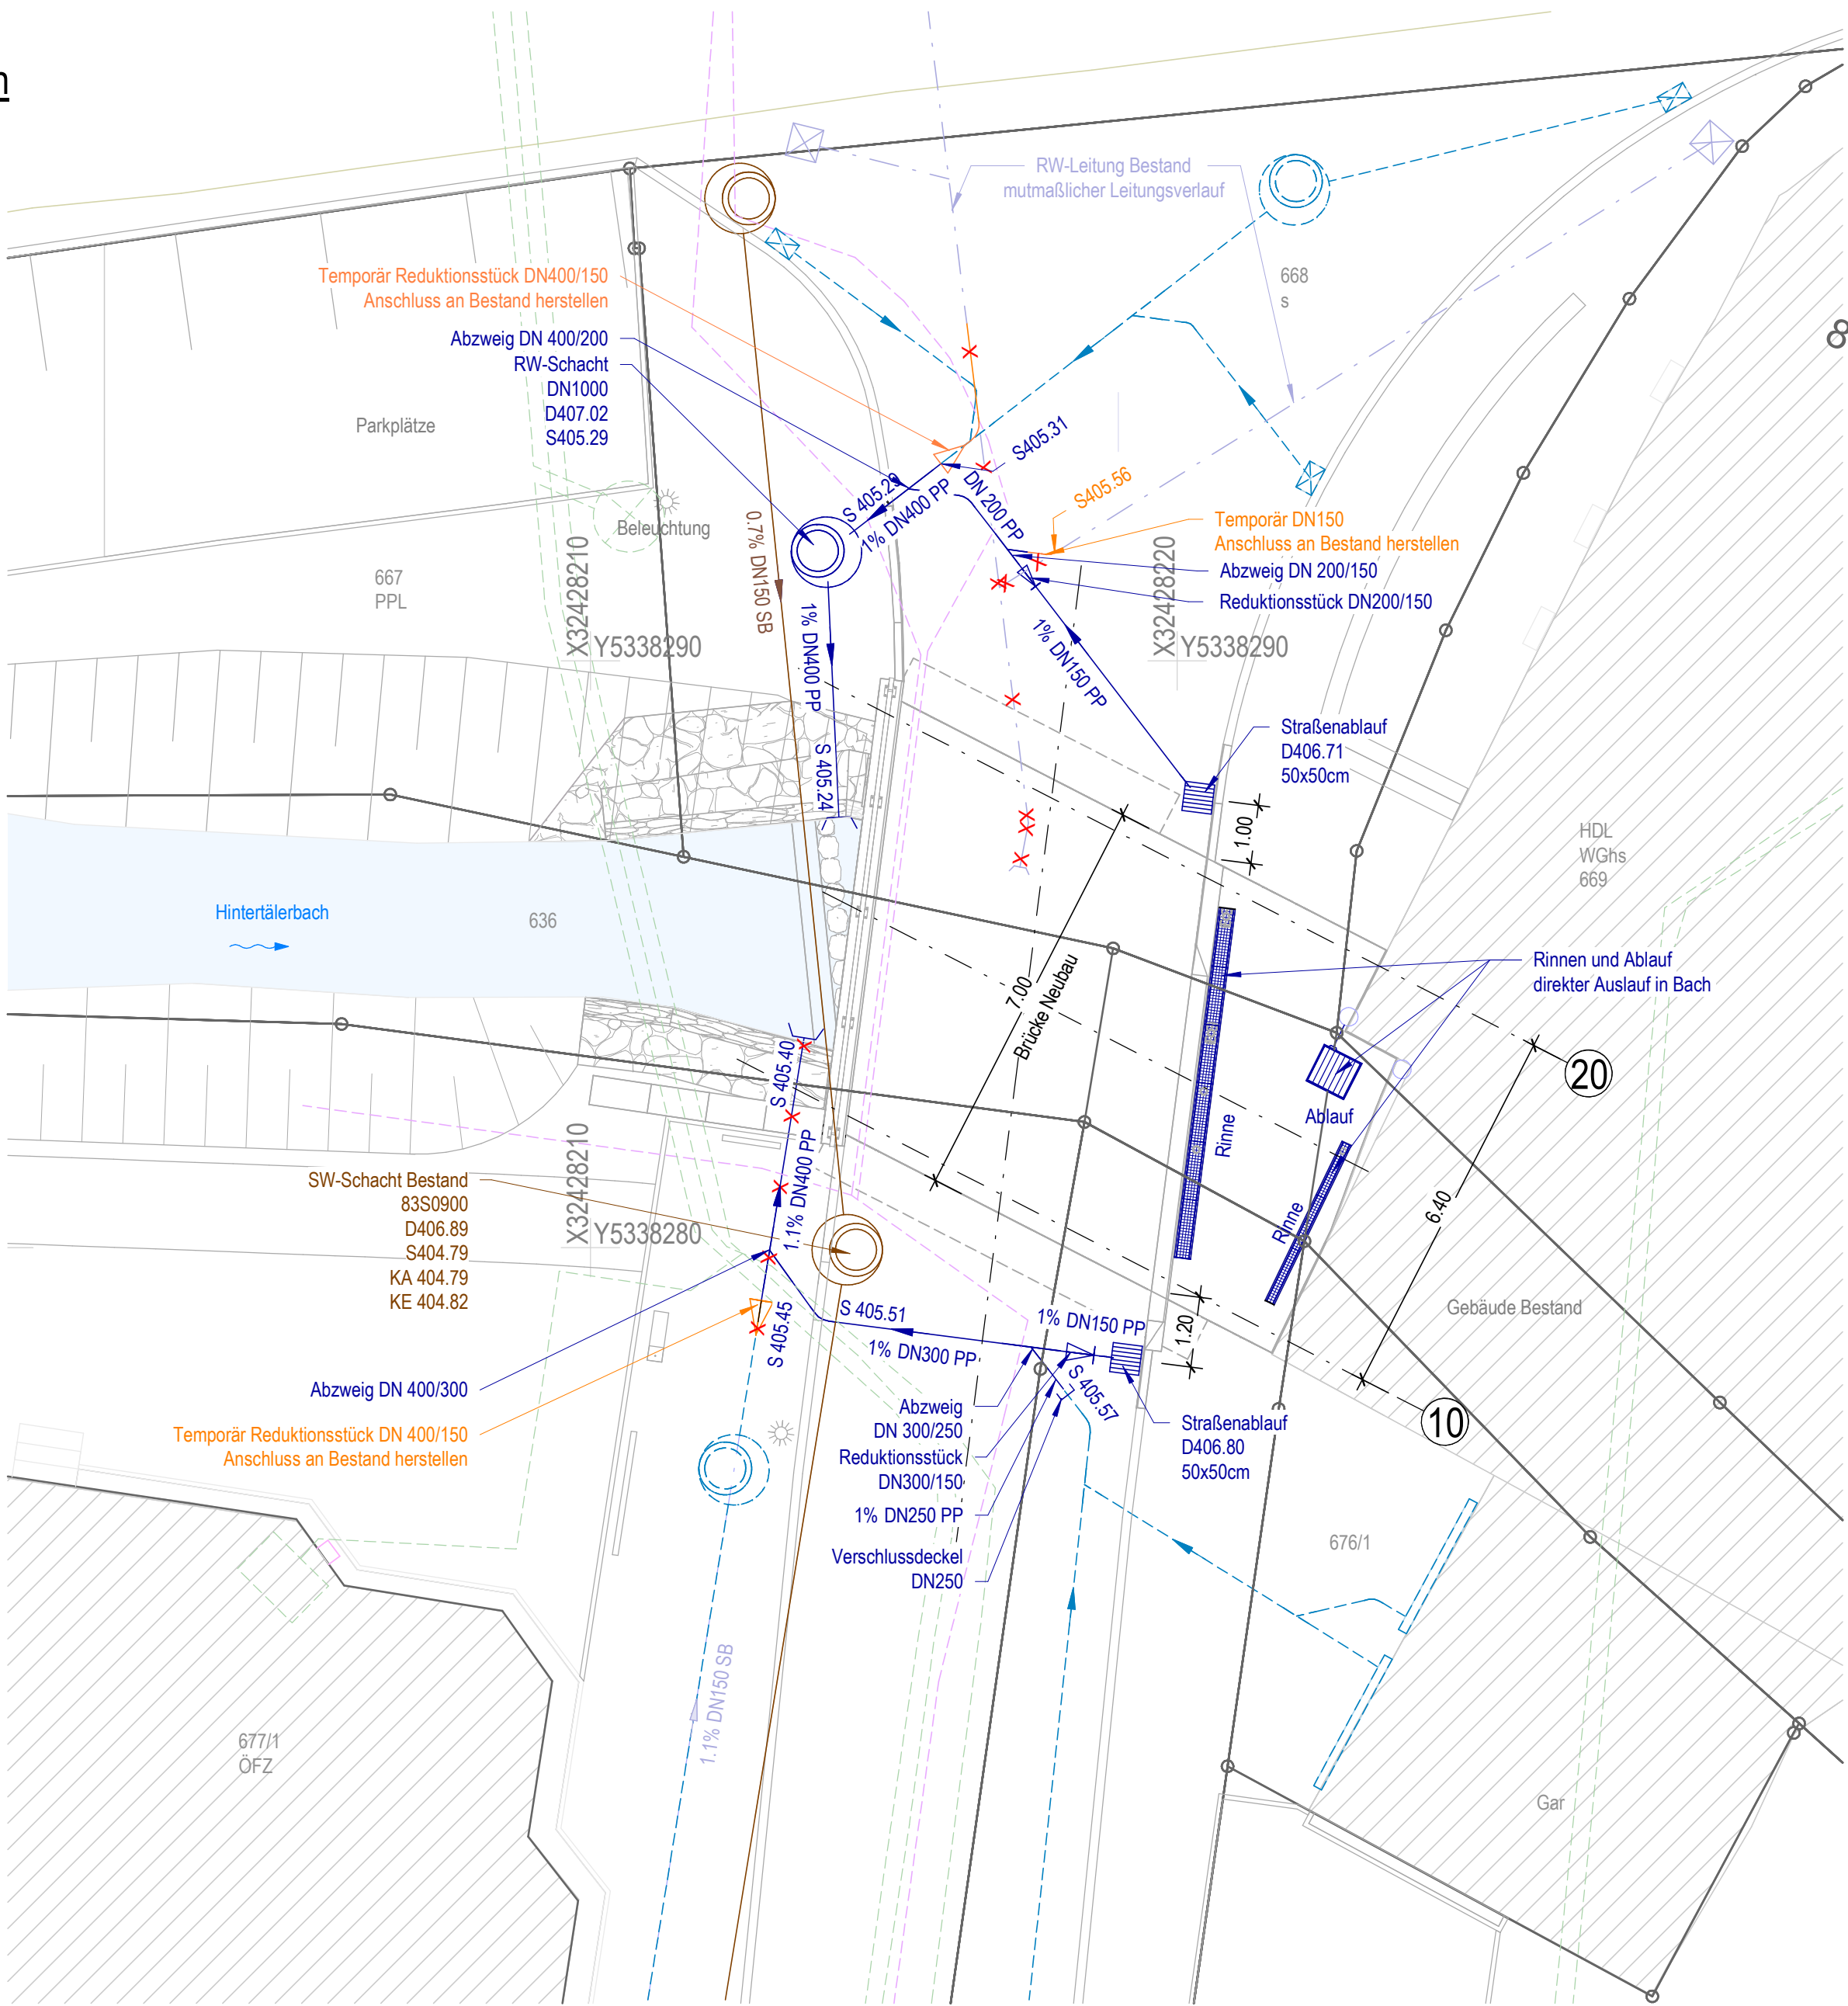 n
RW-Leitung Bestand
mutmaßlicher Leitungsverlauf
Temporär Reduktionsstück DN400/150
Anschluss an Bestand herstellen
668
s
8
Abzweig DN 400/200
RW-Schacht
DN1000
D407.02
S405.29
Parkplätze
S405.31
S 405.29
1% DN400 PP
DN 200 PP
S405.56
Temporär DN150
Anschluss an Bestand herstellen
Abzweig DN 200/150
Reduktionsstück DN200/150
Beleuchtung
0.7% DN150 SB
667
PPL
X32428210
Y5338290
X32428220
Y5338290
1% DN400 PP
1% DN150 PP
S 405.24
Straßenablauf
D406.71
50x50cm
1.00
HDL
WGhs
669
Hintertälerbach
636
7.00
Brücke Neubau
Rinnen und Ablauf
direkter Auslauf in Bach
20
S 405.40
Ablauf
Rinne
1.1% DN400 PP
SW-Schacht Bestand
83S0900
D406.89
S404.79
KA 404.79
KE 404.82
X32428210
Y5338280
Rinne
6.40
Gebäude Bestand
S 405.45
S 405.51
1% DN300 PP
1% DN150 PP
1.20
S 405.57
Abzweig DN 400/300
Temporär Reduktionsstück DN 400/150
Anschluss an Bestand herstellen
Abzweig
DN 300/250
Reduktionsstück
DN300/150
1% DN250 PP
Verschlussdeckel
DN250
Straßenablauf
D406.80
50x50cm
10
676/1
1.1% DN150 SB
677/1
ÖFZ
Gar